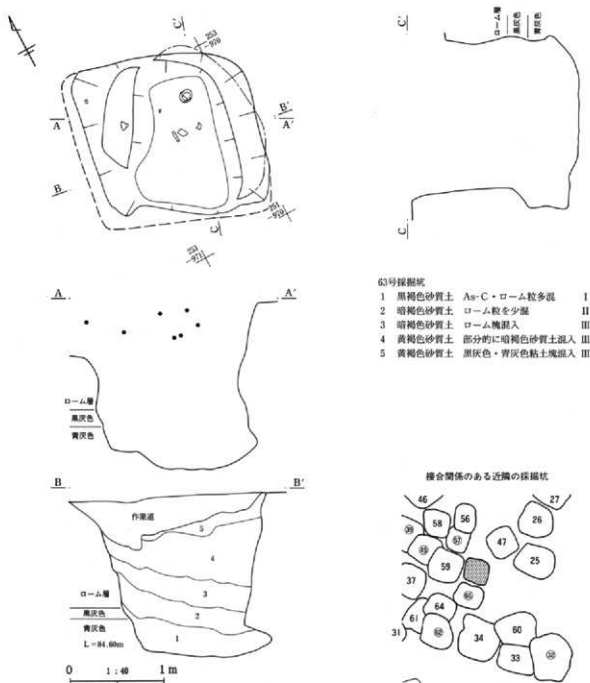 C'
253
-970
A
B'
A'
B
251
-970
C
253
-971
C'
ローム層
黒灰色
青灰色
C
63号採掘坑
1 黒褐色砂質土 As-C・ローム粒多混 I
2 暗褐色砂質土 ローム粒を少混 II
3 暗褐色砂質土 ローム塊混入 III
4 黄褐色砂質土 部分的に暗褐色砂質土混入 III
5 黄褐色砂質土 黒灰色・青灰色粘土塊混入 III
A
A'
ローム層
黒灰色
青灰色
B
B'
作業道
5
4
3
2
1
ローム層
黒灰色
青灰色
L=84.60m
0 1:40 1m
接合関係のある近隣の採掘坑
46
27
58
56
26
57
47
59
25
37
65
64
61
31
62
34
60
33